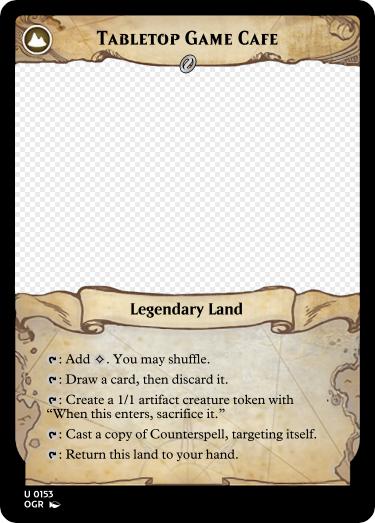 Tabletop Game Cafe
Legendary Land
: Add . You may shuffle.
: Draw a card, then discard it.
: Create a 1/1 artifact creature token with
“When this enters, sacrifice it.”
: Cast a copy of Counterspell, targeting itself.
: Return this land to your hand.
U 0153
OGR